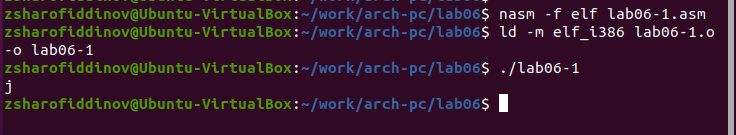 zsharofiddinov@Ubuntu-VirtualBox:~/work/arch-pc/lab06$ nasm -f elf lab06-1.asm
zsharofiddinov@Ubuntu-VirtualBox:~/work/arch-pc/lab06$ ld -m elf_i386 lab06-1.o
-o lab06-1
zsharofiddinov@Ubuntu-VirtualBox:~/work/arch-pc/lab06$ ./lab06-1
j
zsharofiddinov@Ubuntu-VirtualBox:~/work/arch-pc/lab06$